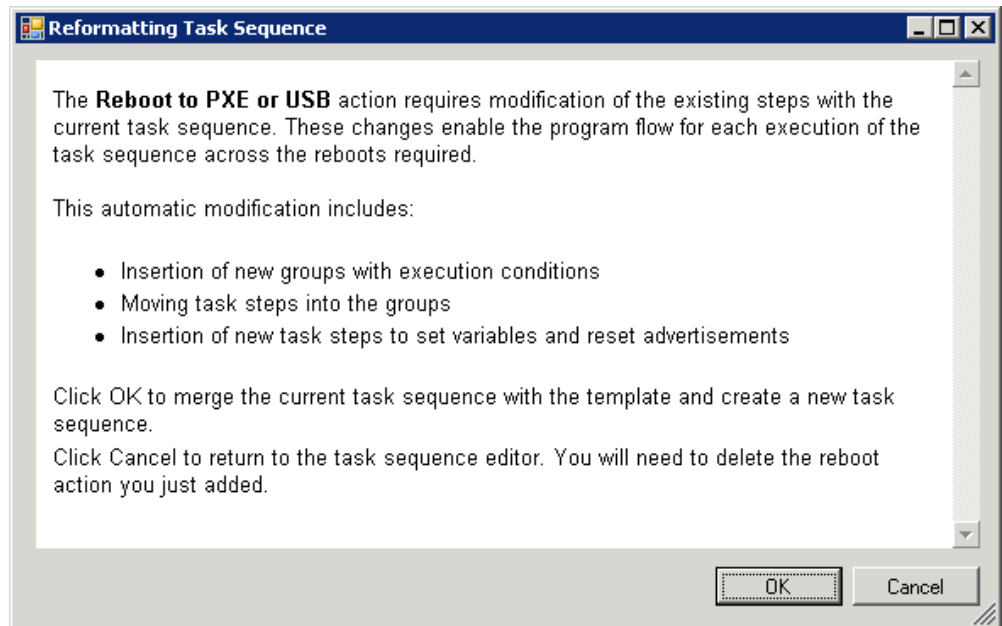 Reformatting Task Sequence
The Reboot to PXE or USB action requires modification of the existing steps with the
current task sequence. These changes enable the program flow for each execution of the
task sequence across the reboots required.
This automatic modification includes:
• Insertion of new groups with execution conditions
• Moving task steps into the groups
• Insertion of new task steps to set variables and reset advertisements
Click OK to merge the current task sequence with the template and create a new task
sequence.
Click Cancel to return to the task sequence editor. You will need to delete the reboot
action you just added.
OK
Cancel